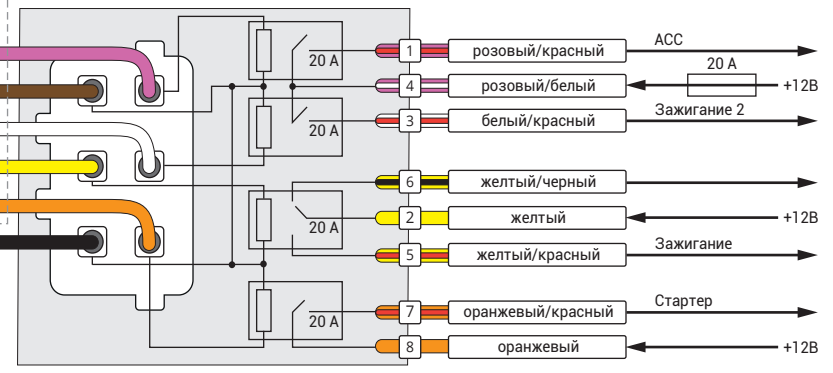 20 А 1 розовый/красный АСС
4 розовый/белый 20 А +12В
20 А 3 белый/красный Зажигание 2
6 желтый/черный
20 А 2 желтый +12В
5 желтый/красный Зажигание
20 А 7 оранжевый/красный Стартер
8 оранжевый +12В